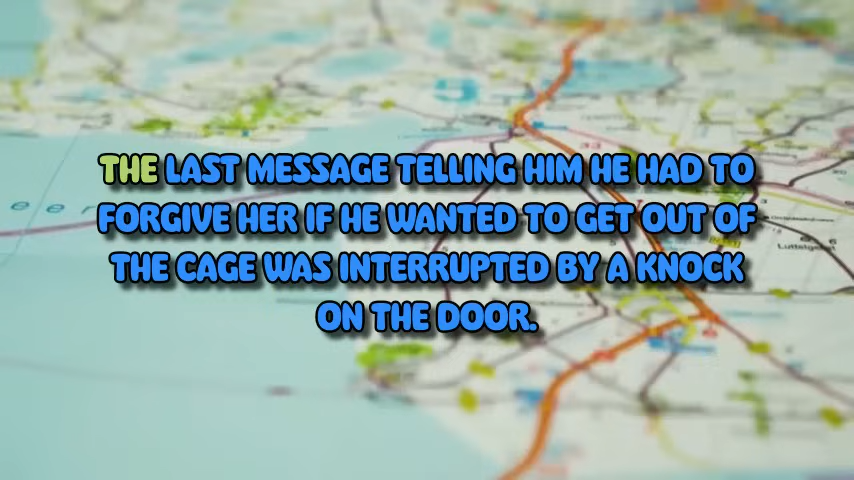 THE LAST MESSAGE TELLING HIM HE HAD TO
FORGIVE HER IF HE WANTED TO GET OUT OF
THE CAGE WAS INTERRUPTED BY A KNOCK
ON THE DOOR.